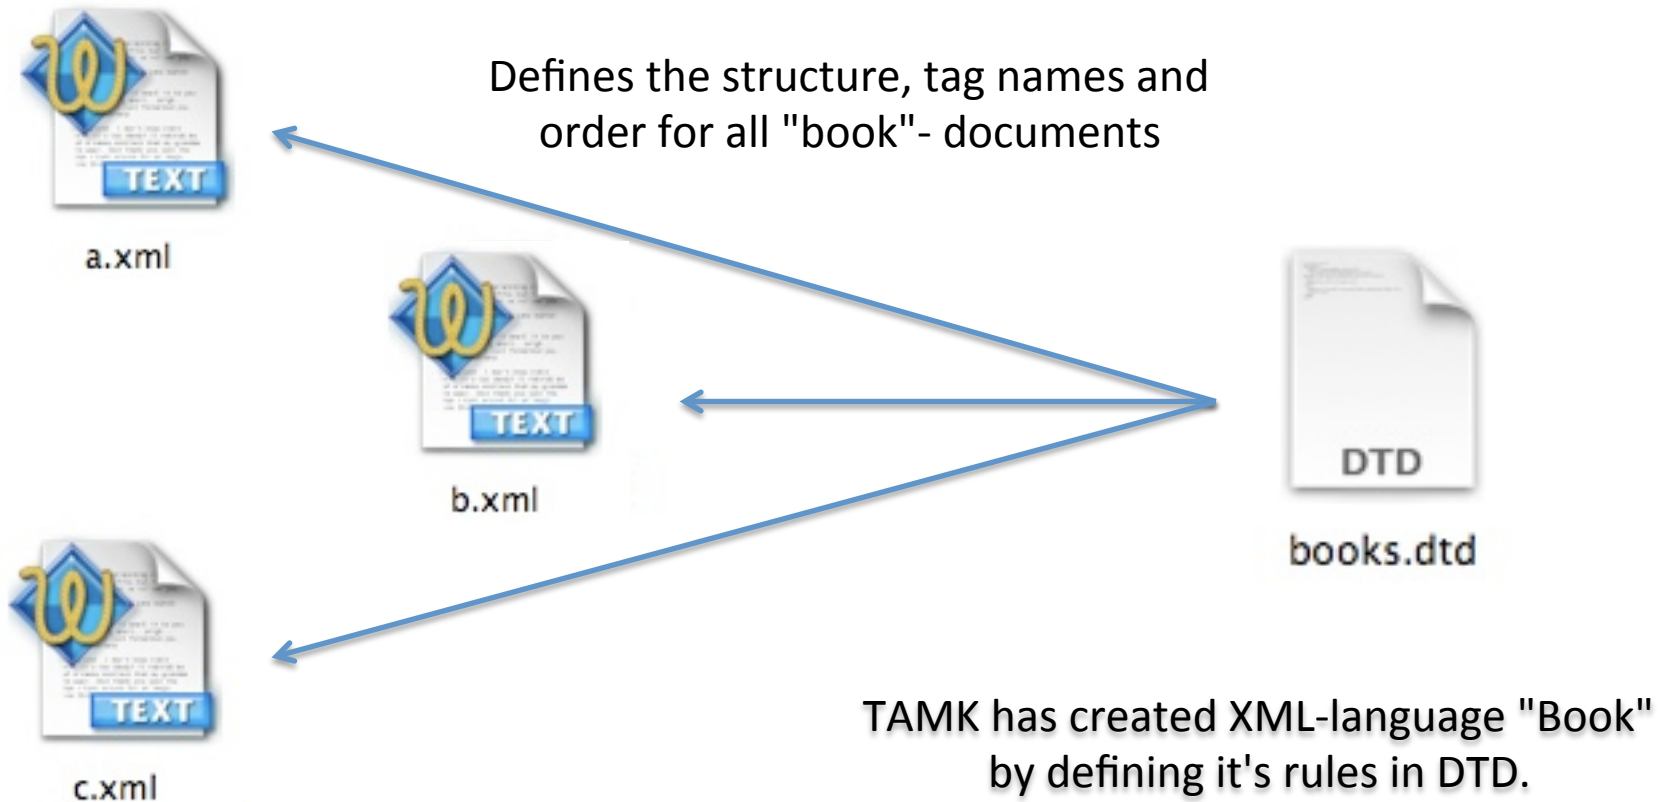 Defines the structure, tag names and
order for all "book"- documents
TEXT
a.xml
TEXT
b.xml
DTD
books.dtd
TEXT
c.xml
TAMK has created XML-language "Book"
by defining it's rules in DTD.